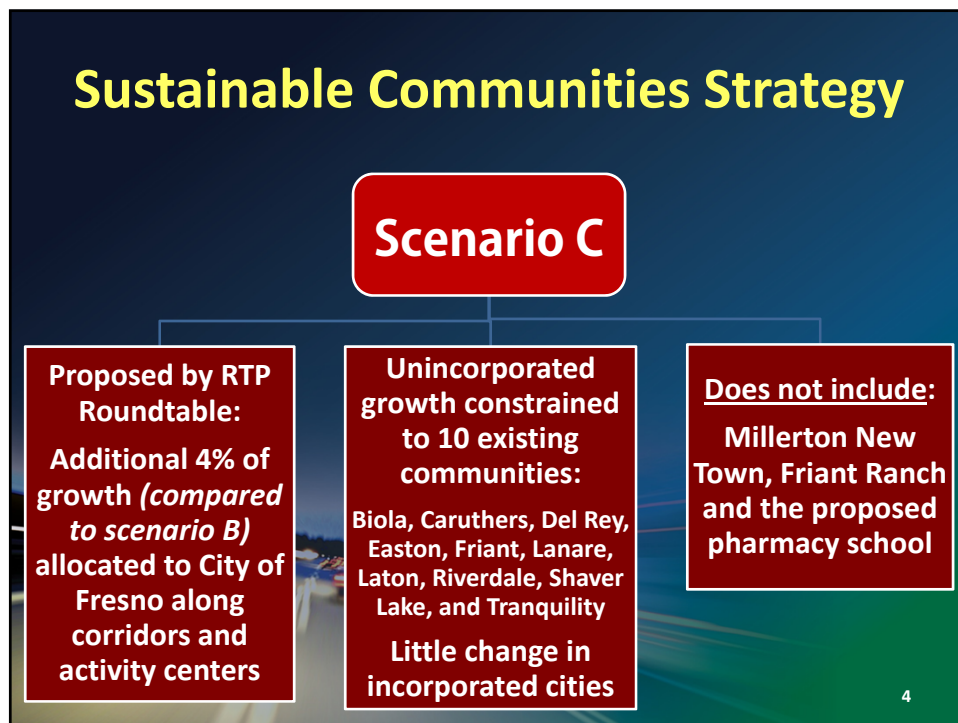 Sustainable Communities Strategy
Scenario C
Proposed by RTP
Roundtable:
Additional 4% of
growth (compared
to scenario B)
allocated to City of
Fresno along
corridors and
activity centers
Unincorporated
growth constrained
to 10 existing
communities:
Biola, Caruthers, Del Rey,
Easton, Friant, Lanare,
Laton, Riverdale, Shaver
Lake, and Tranquility
Little change in
incorporated cities
Does not include:
Millerton New
Town, Friant Ranch
and the proposed
pharmacy school
4